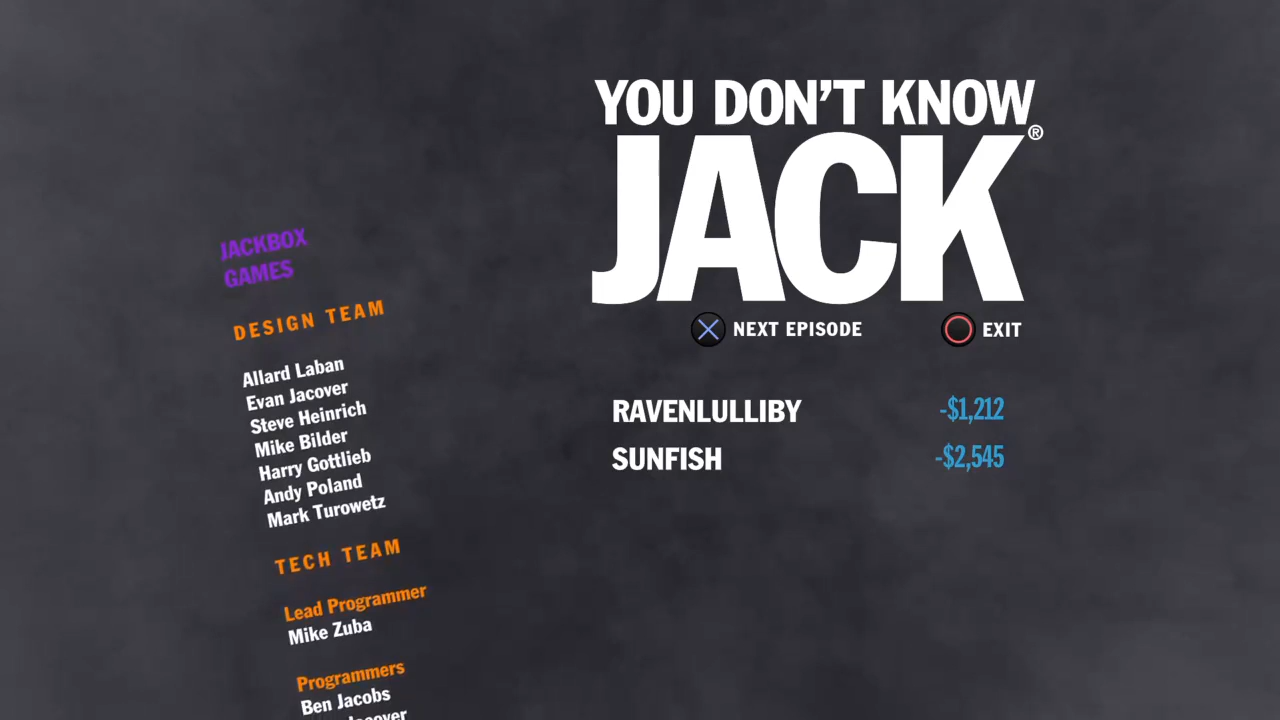 YOU DON'T KNOW
JACK®
NEXT EPISODE
EXIT
RAVENLULLIBY -$1,212
SUNFISH -$2,545
JACKBOX
GAMES
DESIGN TEAM
Allard Laban
Evan Jacover
Steve Heinrich
Mike Bilder
Harry Gottlieb
Andy Poland
Mark Turowetz
TECH TEAM
Lead Programmer
Mike Zuba
Programmers
Ben Jacobs